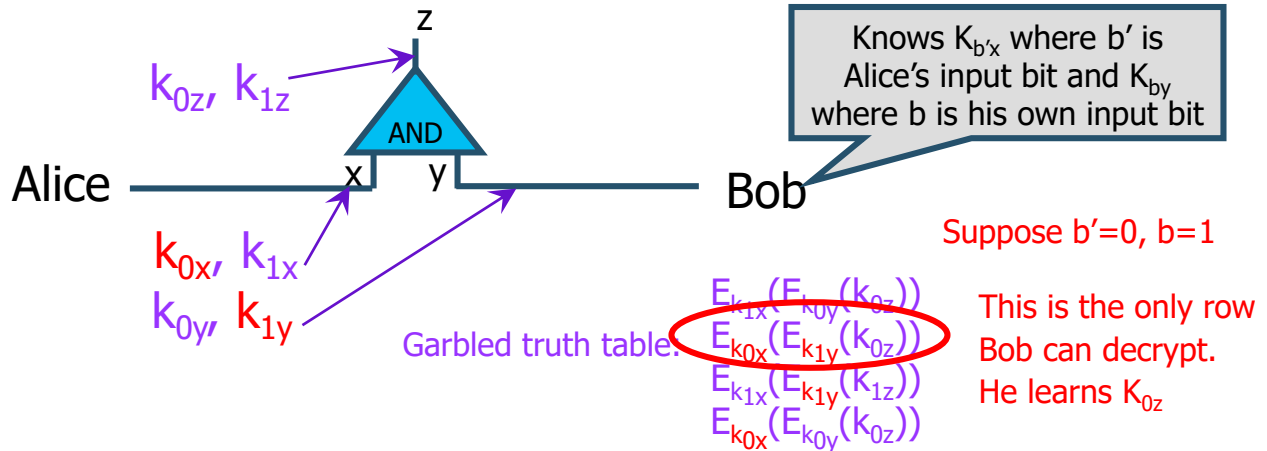 z
k0z, k1z
AND
Alice
x
y
Bob
Knows Kb'x where b' is
Alice's input bit and Kby
where b is his own input bit
k0x, k1x
k0y, k1y
Suppose b'=0, b=1
Garbled truth table:
Ek1x(Ek0y(k0z))
Ek0x(Ek1y(k0z))
Ek1x(Ek1y(k1z))
Ek0x(Ek0y(k0z))
This is the only row
Bob can decrypt.
He learns K0z